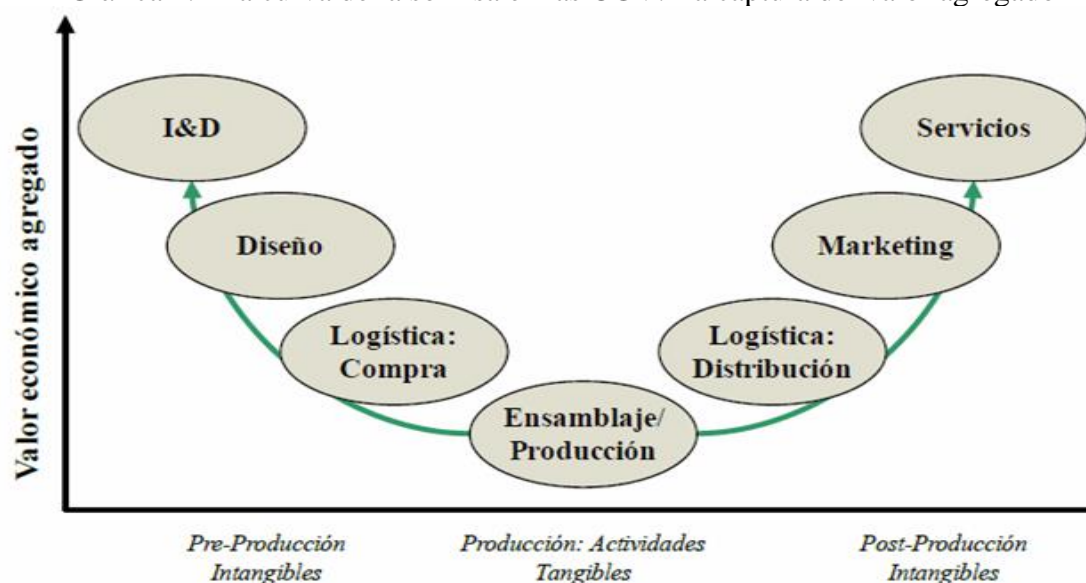 I&D
Servicios
Diseño
Marketing
Logística:
Compra
Logística:
Distribución
Ensamblaje/
Producción
Valor económico agregado
Pre-Producción
Intangibles
Producción: Actividades
Tangibles
Post-Producción
Intangibles